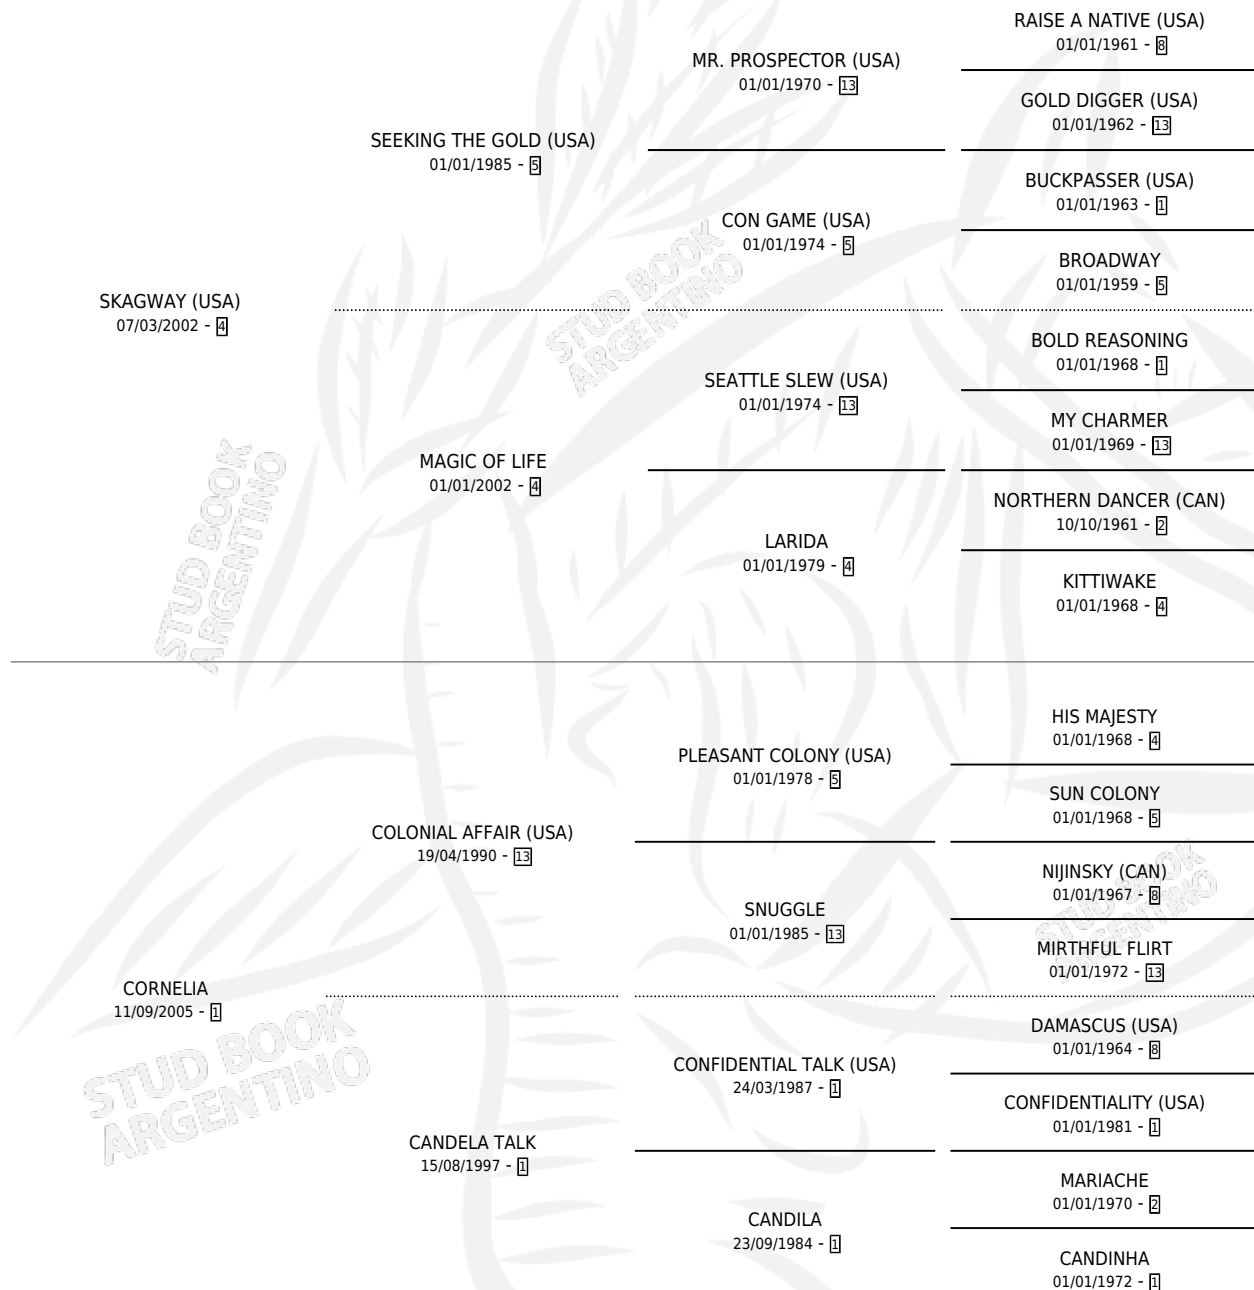 RAISE A NATIVE (USA)
01/01/1961 - 8
MR. PROSPECTOR (USA)
01/01/1970 - 13
GOLD DIGGER (USA)
01/01/1962 - 13
SEEKING THE GOLD (USA)
01/01/1985 - 5
BUCKPASSER (USA)
01/01/1963 - 1
CON GAME (USA)
01/01/1974 - 5
BROADWAY
01/01/1959 - 5
SKAGWAY (USA)
07/03/2002 - 4
STUD BOOK
ARGENTINO
BOLD REASONING
01/01/1968 - 1
SEATTLE SLEW (USA)
01/01/1974 - 13
MY CHARMER
01/01/1969 - 13
MAGIC OF LIFE
01/01/2002 - 4
NORTHERN DANCER (CAN)
10/10/1961 - 2
LARIDA
01/01/1979 - 4
KITTIWAKE
01/01/1968 - 4
STUD BOOK
ARGENTINO
HIS MAJESTY
01/01/1968 - 4
PLEASANT COLONY (USA)
01/01/1978 - 5
SUN COLONY
01/01/1968 - 5
COLONIAL AFFAIR (USA)
19/04/1990 - 13
NIJINSKY (CAN)
01/01/1967 - 8
SNUGGLE
01/01/1985 - 13
MIRTHFUL FLIRT
01/01/1972 - 13
STUD BOOK
ARGENTINO
CORNELIA
11/09/2005 - 1
STUD BOOK
ARGENTINO
DAMASCUS (USA)
01/01/1964 - 8
CONFIDENTIAL TALK (USA)
24/03/1987 - 1
CONFIDENTIALITY (USA)
01/01/1981 - 1
CANDELA TALK
15/08/1997 - 1
MARIACHE
01/01/1970 - 2
CANDILA
23/09/1984 - 1
CANDINHA
01/01/1972 - 1